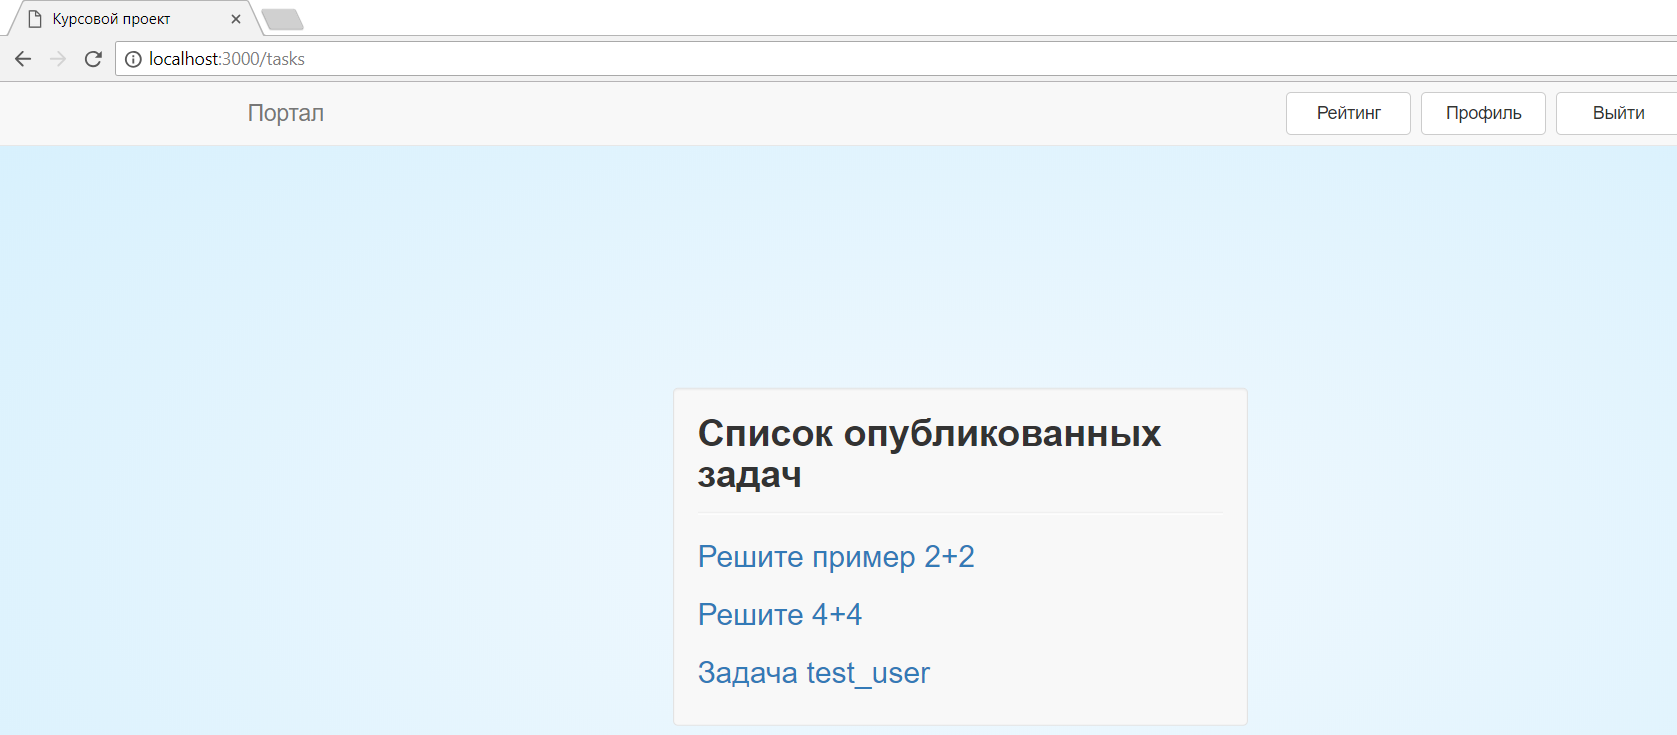 Курсовой проект
localhost:3000/tasks
Портал
Рейтинг
Профиль
Выйти
Список опубликованных
задач
Решите пример 2+2
Решите 4+4
Задача test_user